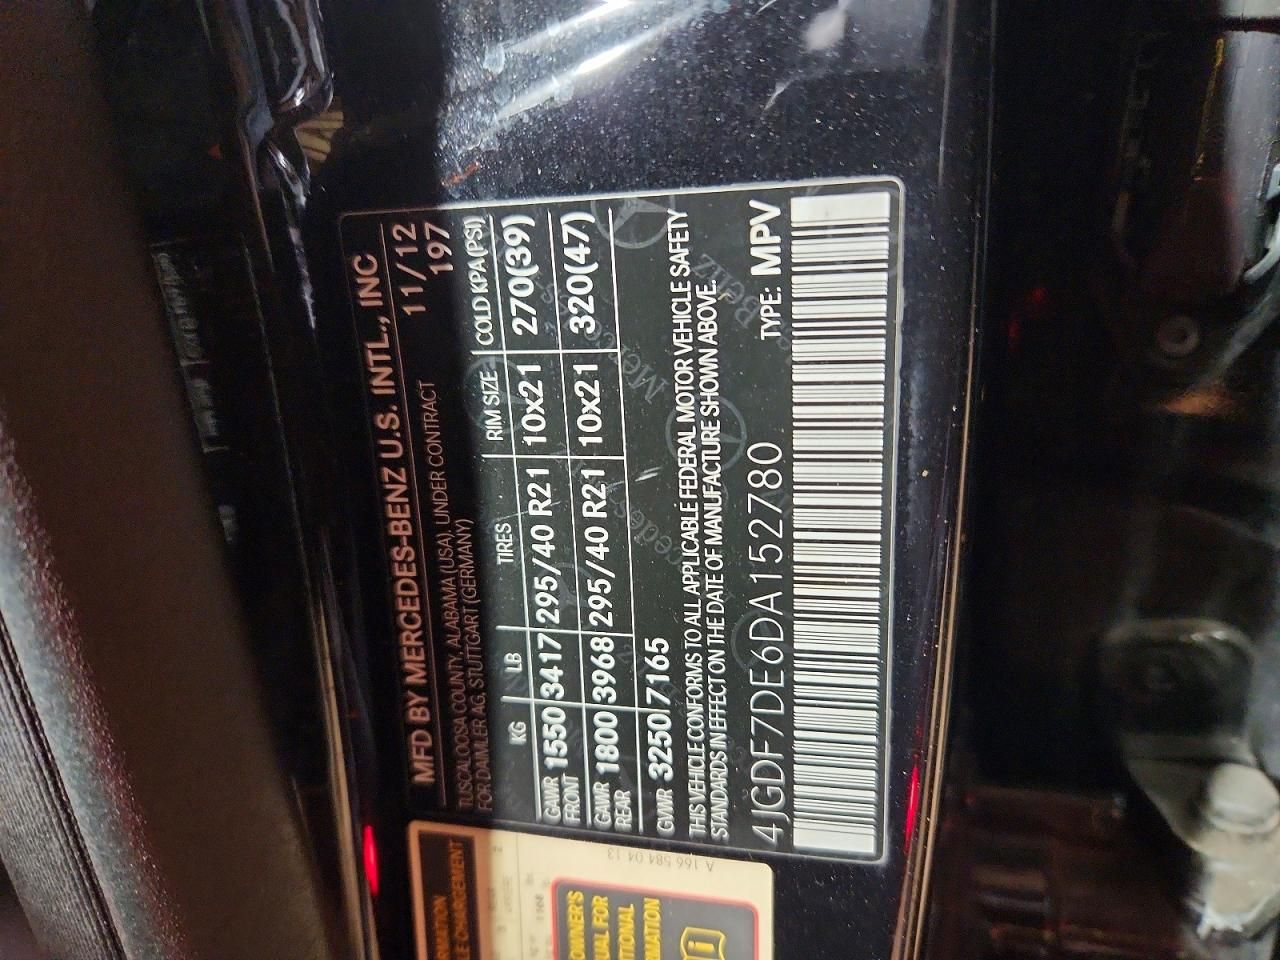 MFD BY MERCEDES-BENZ U.S. INTL., INC
TUSCALOOSA COUNTY, ALABAMA (USA), UNDER CONTRACT 11/12
FOR DAIMLER AG, STUTTGART (GERMANY) 197
KG LB TIRES RIM SIZE COLD KPA(PSI)
GAWR FRONT 1550 3417 295/40 R21 10x21 270(39)
GAWR REAR 1800 3968 295/40 R21 10x21 320(47)
GVWR 3250 7165
THIS VEHICLE CONFORMS TO ALL APPLICABLE FEDERAL MOTOR VEHICLE SAFETY
STANDARDS IN EFFECT ON THE DATE OF MANUFACTURE SHOWN ABOVE.
4JGDF7DE6DA152780 TYPE: MPV
A 166 584 04 13